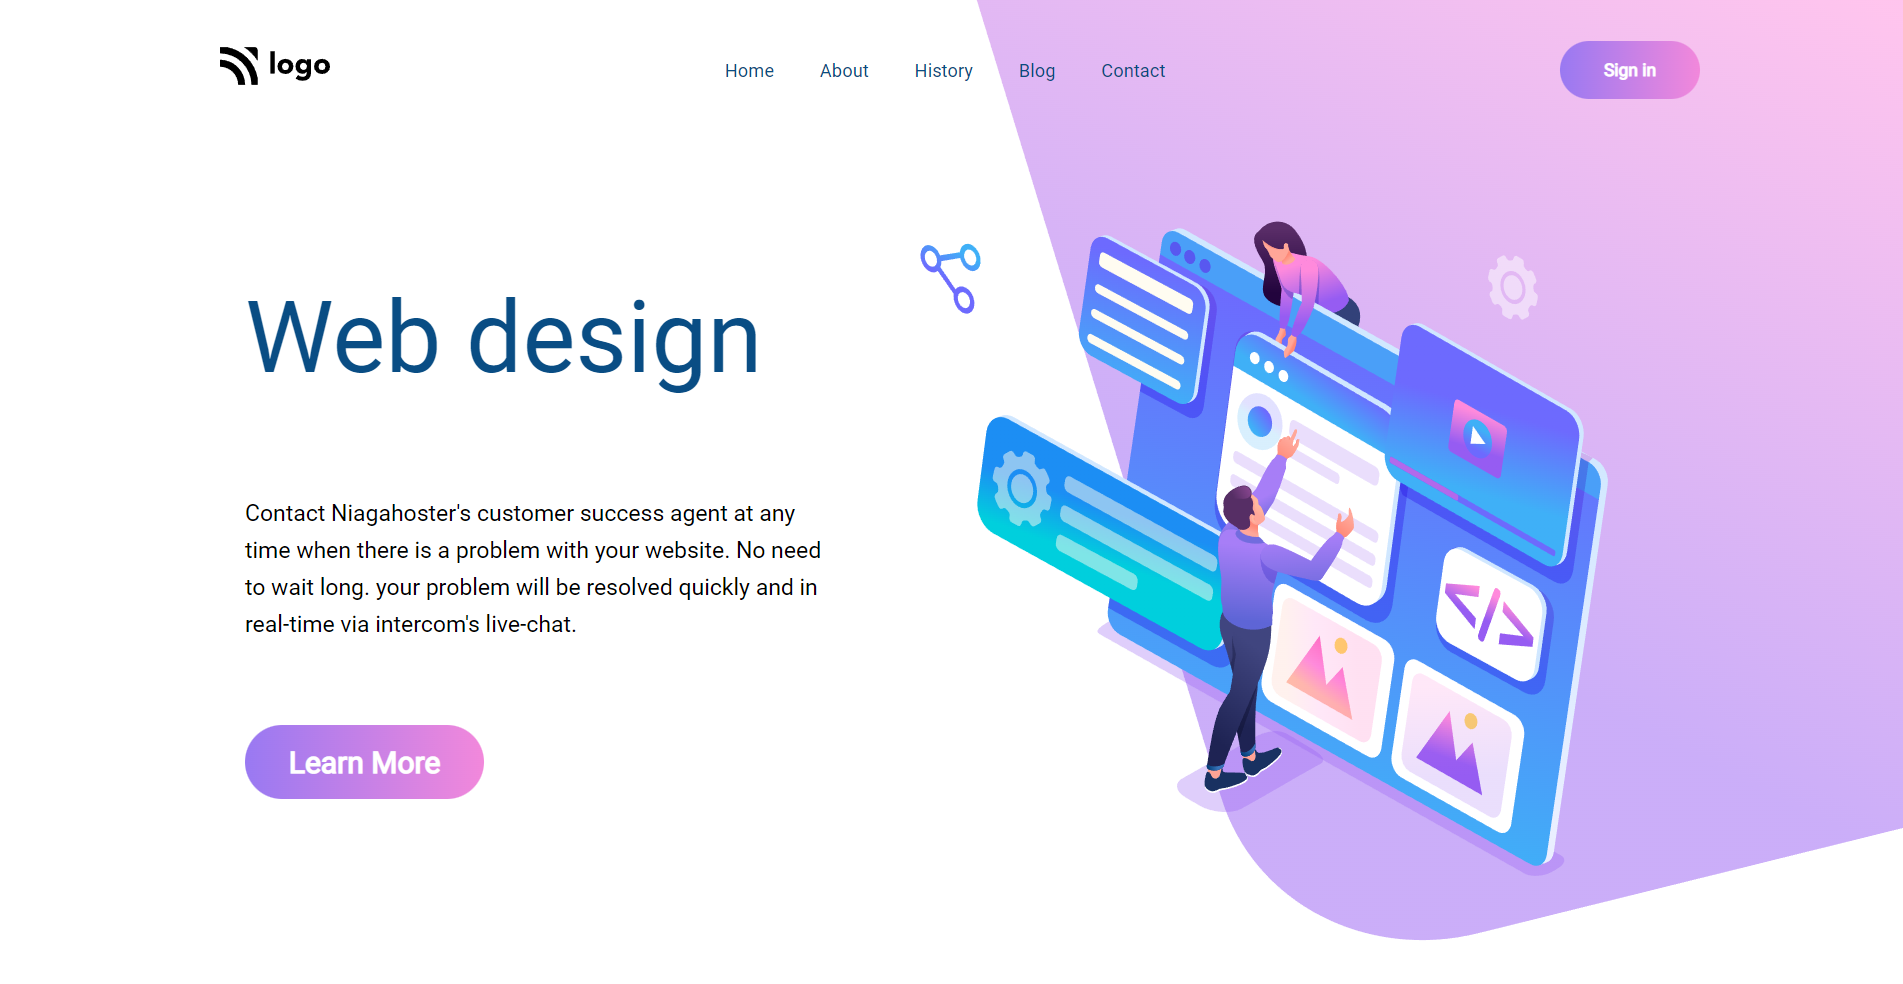 logo
Home About History Blog Contact
Sign in
Web design
Contact Niagahoster's customer success agent at any
time when there is a problem with your website. No need
to wait long. your problem will be resolved quickly and in
real-time via intercom's live-chat.
Learn More